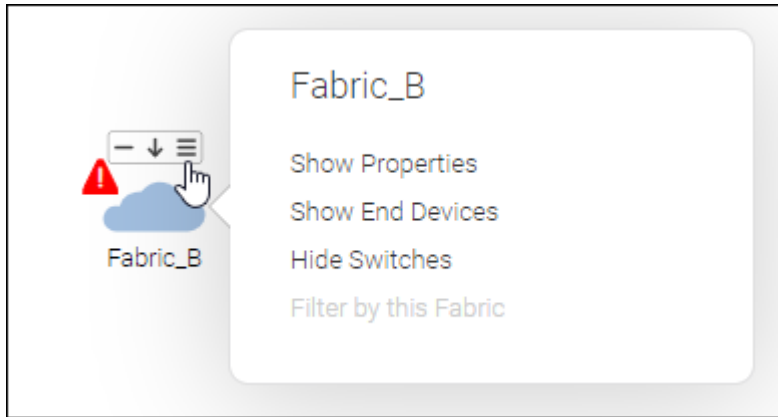 Fabric_B
Show Properties
Show End Devices
Hide Switches
Filter by this Fabric
Fabric_B